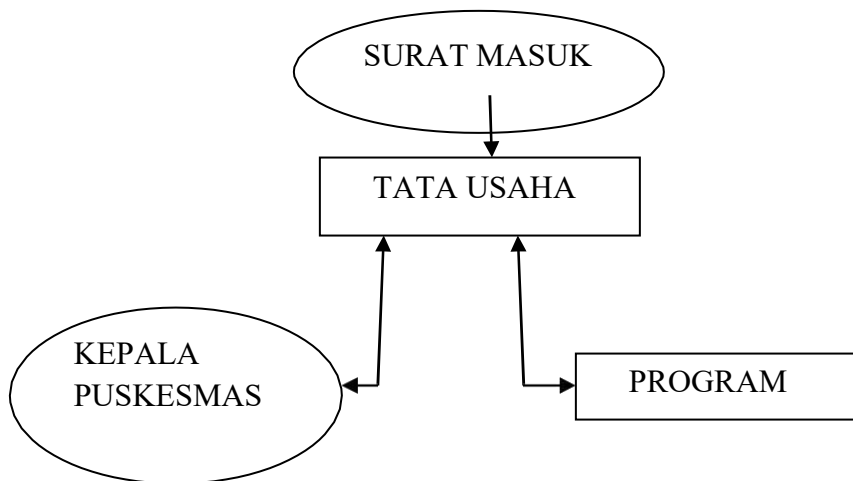 SURAT MASUK
TATA USAHA
KEPALA
PUSKESMAS
PROGRAM